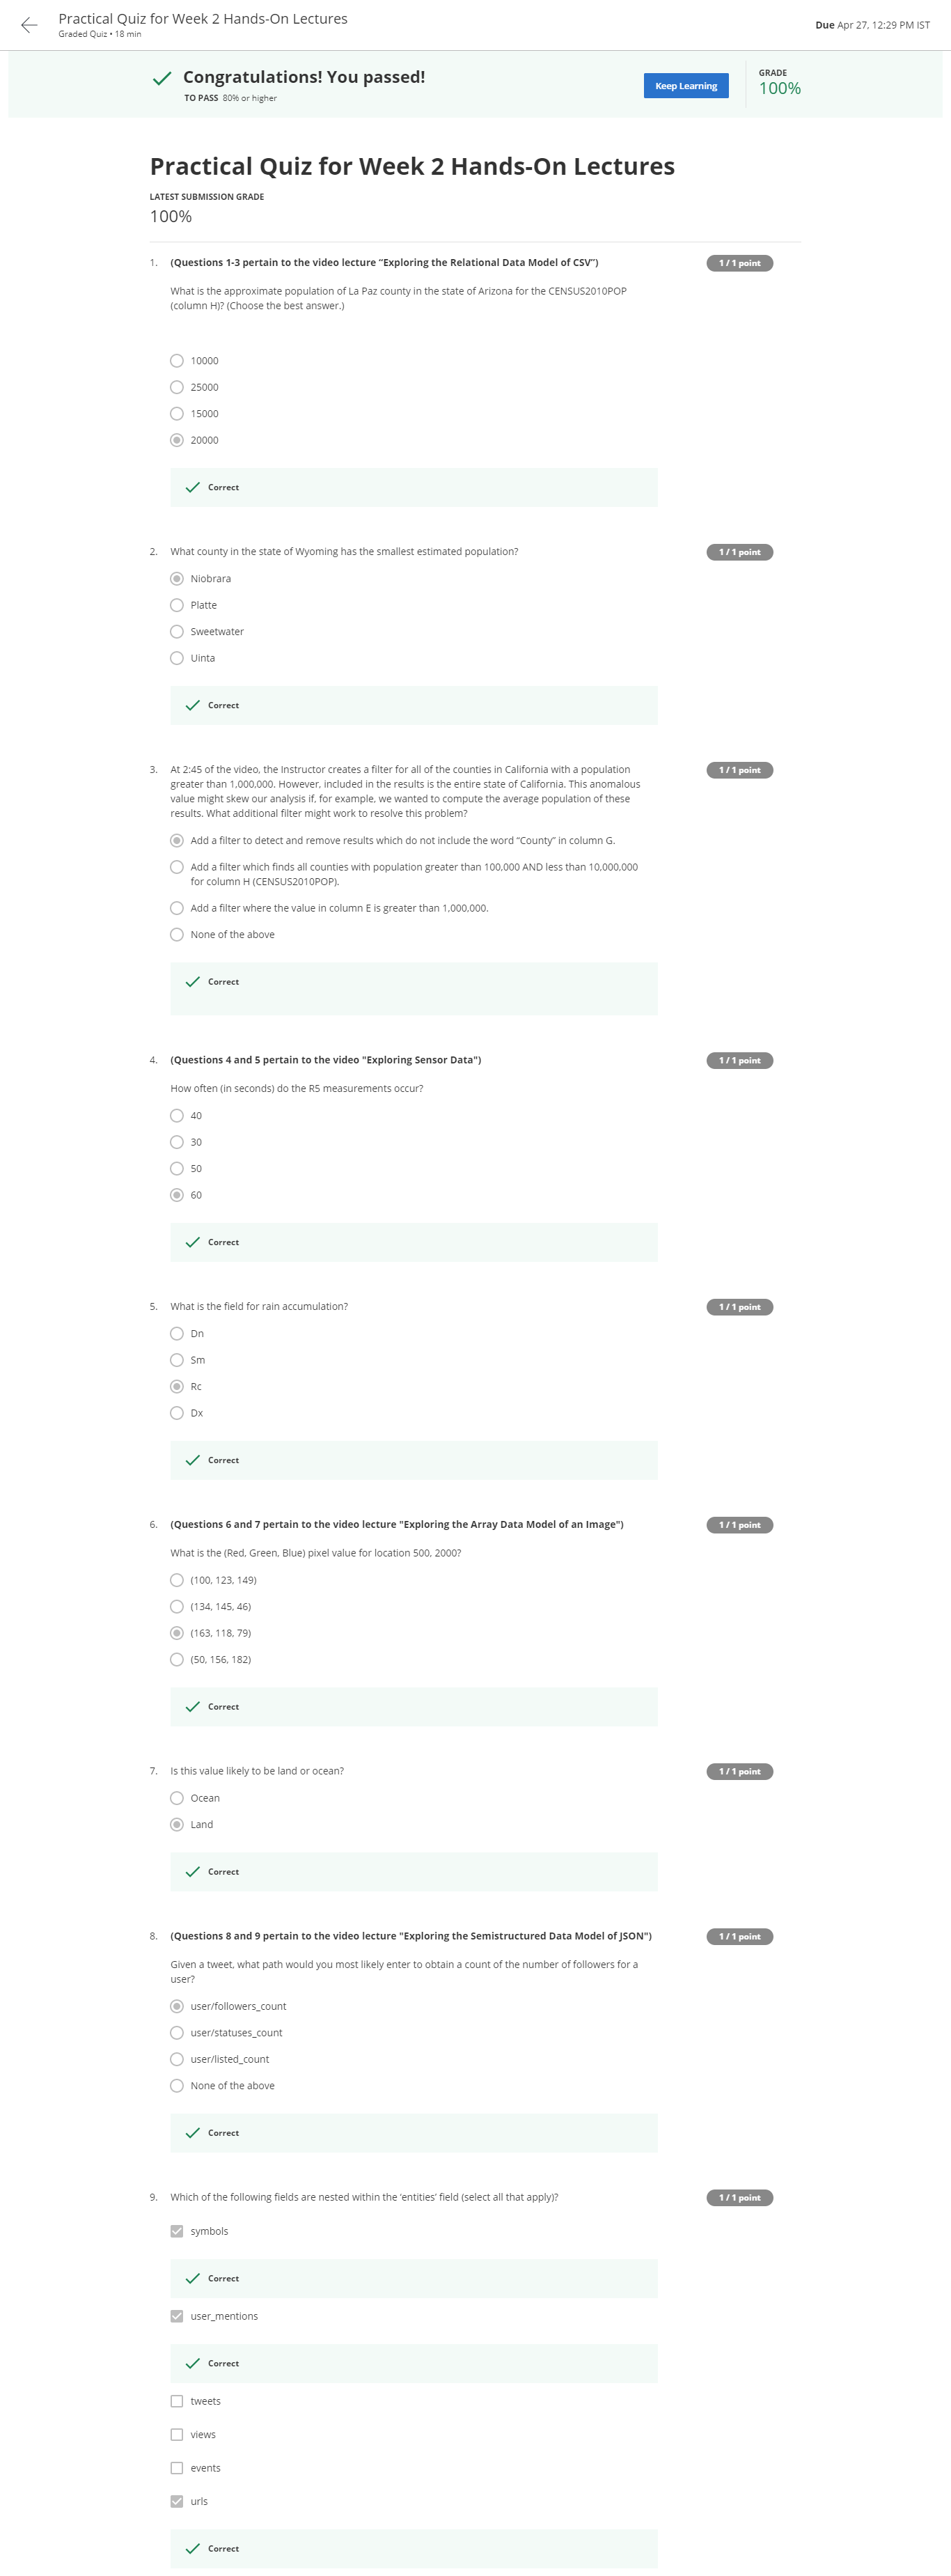 Practical Quiz for Week 2 Hands-On Lectures
Graded Quiz • 18 min
Due Apr 27, 12:29 PM IST
Congratulations! You passed!
TO PASS 80% or higher
Keep Learning
GRADE
100%
Practical Quiz for Week 2 Hands-On Lectures
LATEST SUBMISSION GRADE
100%
1. (Questions 1-3 pertain to the video lecture “Exploring the Relational Data Model of CSV”)
1 / 1 point
What is the approximate population of La Paz county in the state of Arizona for the CENSUS2010POP
(column H)? (Choose the best answer.)
10000
25000
15000
20000
Correct
2. What county in the state of Wyoming has the smallest estimated population?
1 / 1 point
Niobrara
Platte
Sweetwater
Uinta
Correct
3. At 2:45 of the video, the Instructor creates a filter for all of the counties in California with a population
1 / 1 point
greater than 1,000,000. However, included in the results is the entire state of California. This anomalous
value might skew our analysis if, for example, we wanted to compute the average population of these
results. What additional filter might work to resolve this problem?
Add a filter to detect and remove results which do not include the word “County” in column G.
Add a filter which finds all counties with population greater than 100,000 AND less than 10,000,000
for column H (CENSUS2010POP).
Add a filter where the value in column E is greater than 1,000,000.
None of the above
Correct
4. (Questions 4 and 5 pertain to the video "Exploring Sensor Data")
1 / 1 point
How often (in seconds) do the R5 measurements occur?
40
30
50
60
Correct
5. What is the field for rain accumulation?
1 / 1 point
Dn
Sm
Rc
Dx
Correct
6. (Questions 6 and 7 pertain to the video lecture "Exploring the Array Data Model of an Image")
1 / 1 point
What is the (Red, Green, Blue) pixel value for location 500, 2000?
(100, 123, 149)
(134, 145, 46)
(163, 118, 79)
(50, 156, 182)
Correct
7. Is this value likely to be land or ocean?
1 / 1 point
Ocean
Land
Correct
8. (Questions 8 and 9 pertain to the video lecture "Exploring the Semistructured Data Model of JSON")
1 / 1 point
Given a tweet, what path would you most likely enter to obtain a count of the number of followers for a
user?
user/followers_count
user/statuses_count
user/listed_count
None of the above
Correct
9. Which of the following fields are nested within the ‘entities’ field (select all that apply)?
1 / 1 point
symbols
Correct
user_mentions
Correct
tweets
views
events
urls
Correct